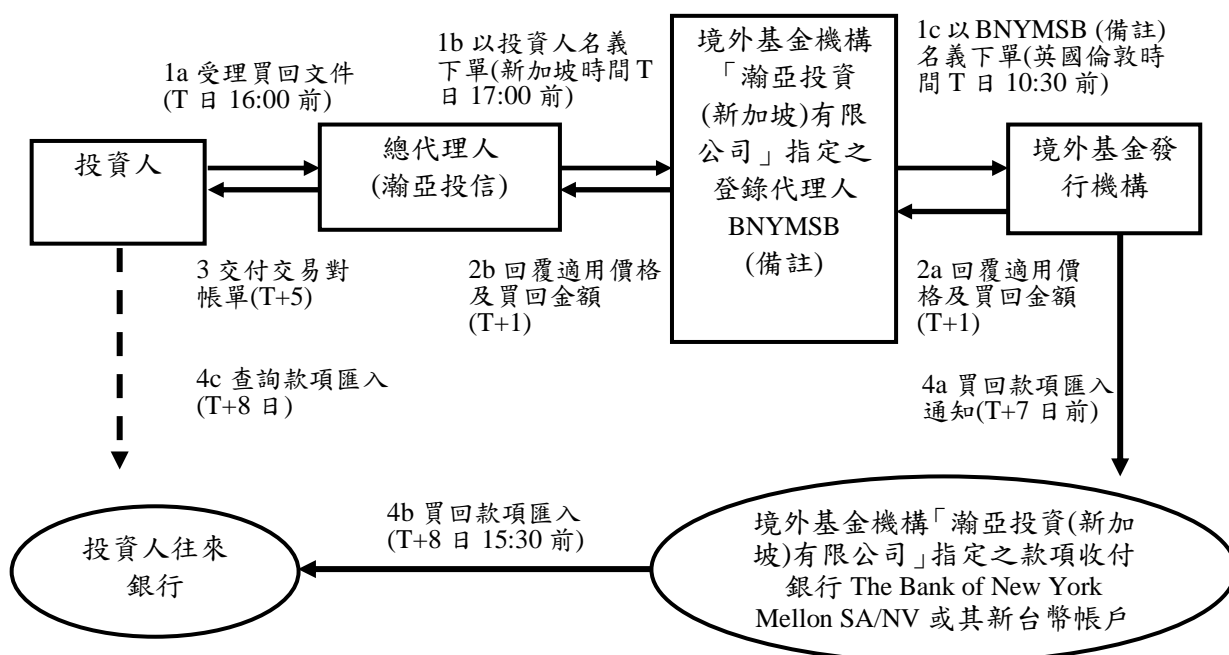 1a 受理買回文件
(T 日 16:00 前)
1b 以投資人名義
下單(新加坡時間 T
日 17:00 前)
境外基金機構
「瀚亞投資
(新加坡)有限
公司」指定之
登錄代理人
BNYMSB
(備註)
1c 以 BNYMSB (備註)
名義下單(英國倫敦時
間 T 日 10:30 前)
投資人
總代理人
(瀚亞投信)
境外基金發
行機構
3 交付交易對
帳單(T+5)
2b 回覆適用價格
及買回金額
(T+1)
2a 回覆適用價
格及買回金額
(T+1)
4c 查詢款項匯入
(T+8 日)
4a 買回款項匯入
通知(T+7 日前)
4b 買回款項匯入
(T+8 日 15:30 前)
投資人往來
銀行
境外基金機構「瀚亞投資(新加
坡)有限公司」指定之款項收付
銀行 The Bank of New York
Mellon SA/NV 或其新台幣帳戶